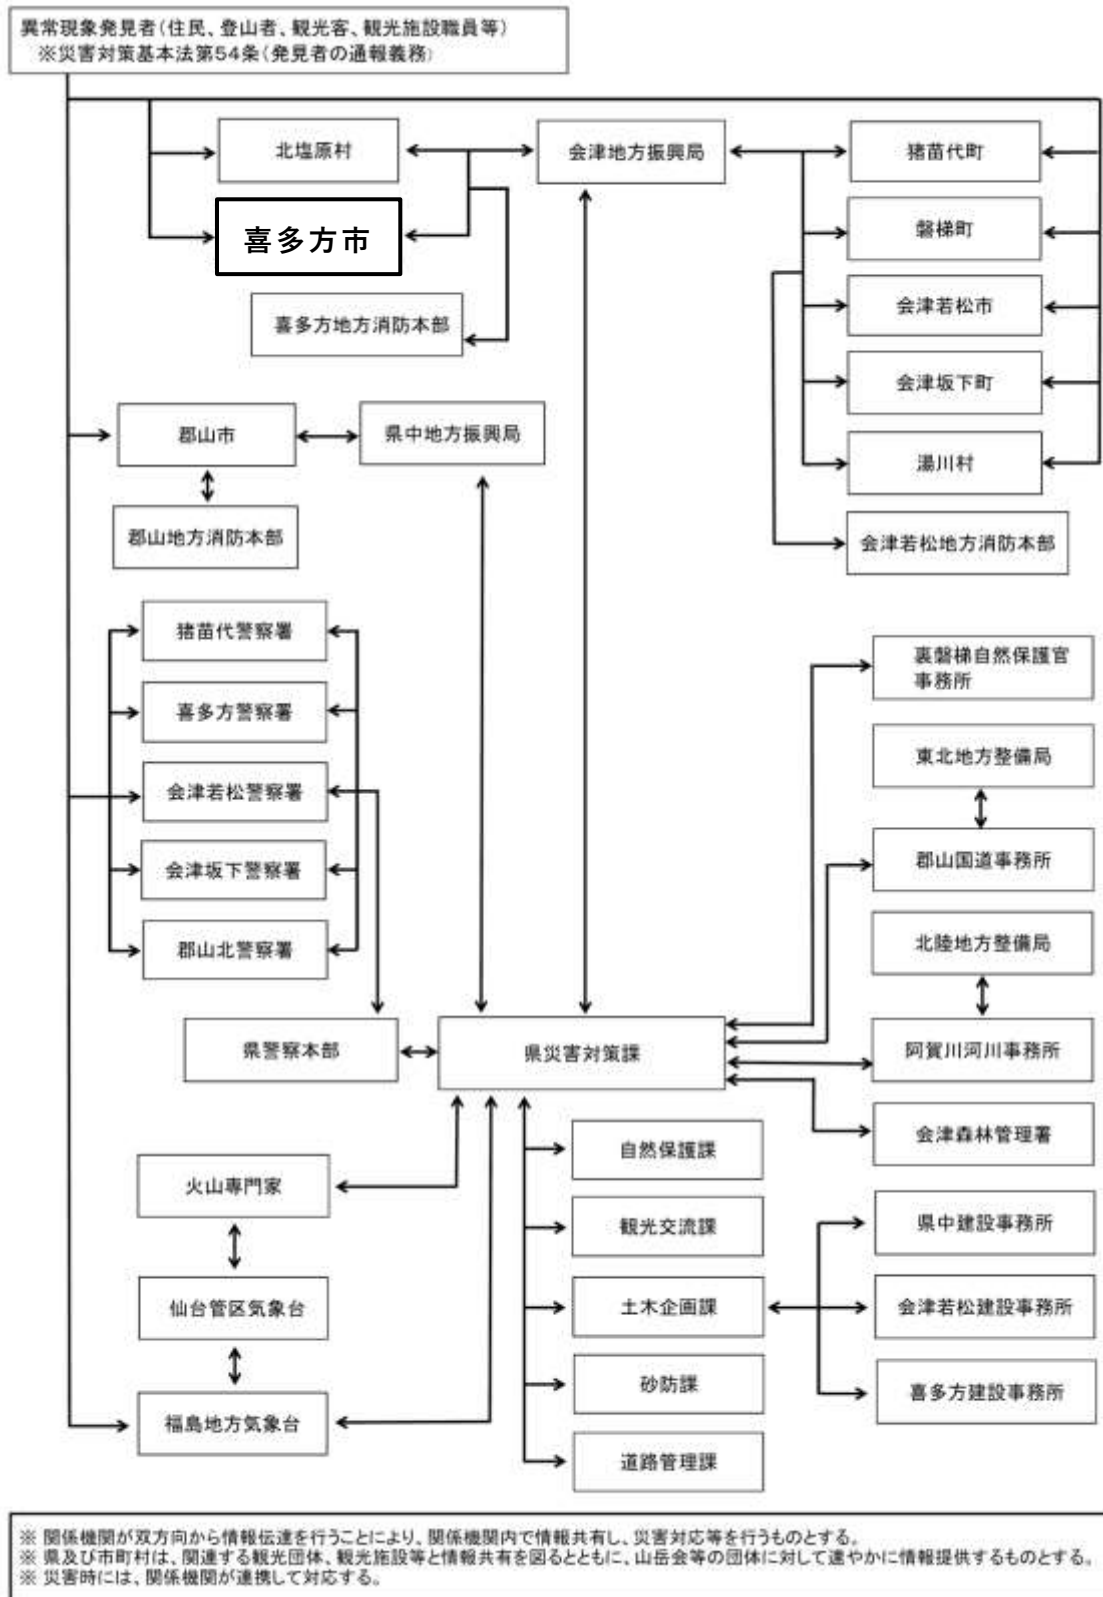 異常現象発見者(住民、登山者、観光客、観光施設職員等)
※災害対策基本法第54条(発見者の通報義務)
北塩原村
会津地方振興局
猪苗代町
喜多方市
磐梯町
喜多方地方消防本部
会津若松市
会津坂下町
郡山市
県中地方振興局
湯川村
郡山地方消防本部
会津若松地方消防本部
猪苗代警察署
裏磐梯自然保護官
事務所
喜多方警察署
東北地方整備局
会津若松警察署
会津坂下警察署
郡山国道事務所
郡山北警察署
北陸地方整備局
県警察本部
県災害対策課
阿賀川河川事務所
会津森林管理署
自然保護課
火山専門家
観光交流課
県中建設事務所
仙台管区気象台
土木企画課
会津若松建設事務所
砂防課
喜多方建設事務所
福島地方気象台
道路管理課
※ 関係機関が双方向から情報伝達を行うことにより、関係機関内で情報共有し、災害対応等を行うものとする。
※ 県及び市町村は、関連する観光団体、観光施設等と情報共有を図るとともに、山岳会等の団体に対して速やかに情報提供するものとする。
※ 災害時には、関係機関が連携して対応する。